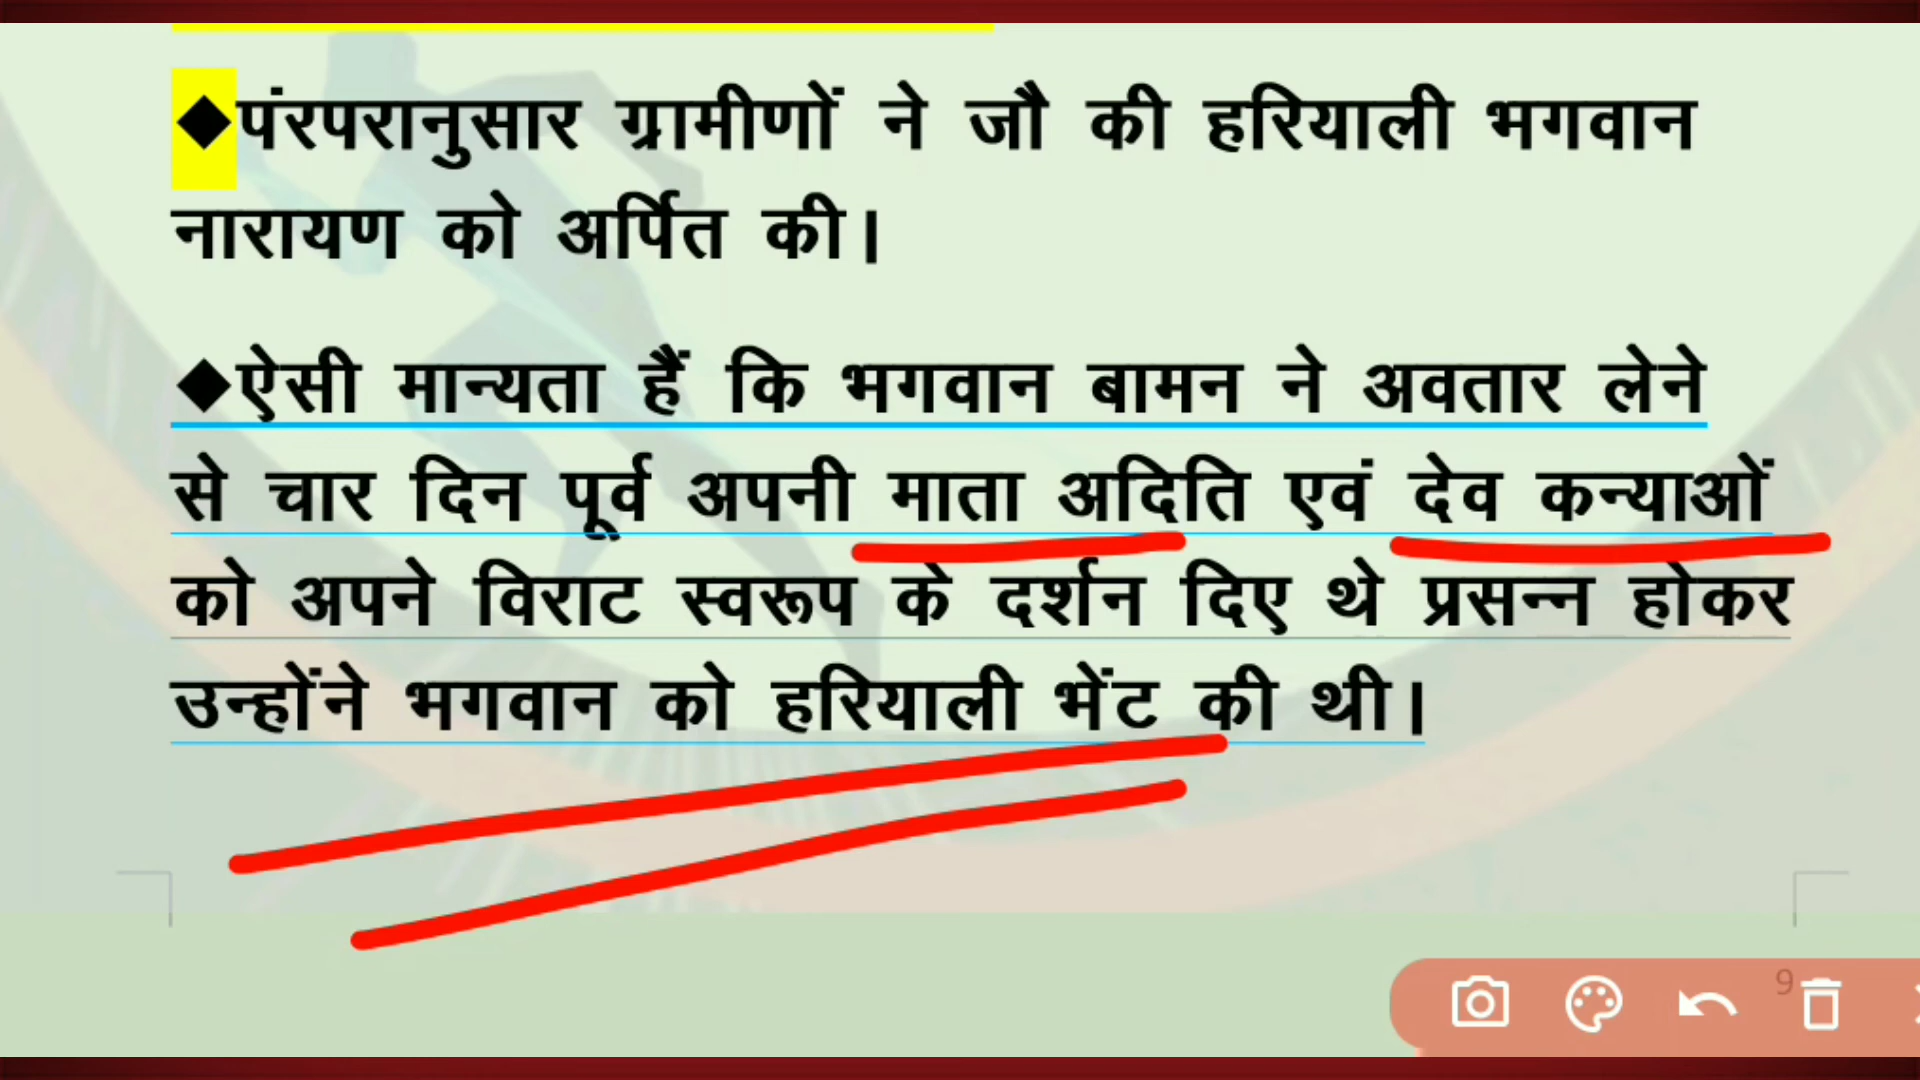 ◆पंरपरानुसार ग्रामीणों ने जौ की हरियाली भगवान
नारायण को अर्पित की।
◆ऐसी मान्यता हैं कि भगवान बामन ने अवतार लेने
से चार दिन पूर्व अपनी माता अदिति एवं देव कन्याओं
को अपने विराट स्वरूप के दर्शन दिए थे प्रसन्न होकर
उन्होंने भगवान को हरियाली भेंट की थी।
9